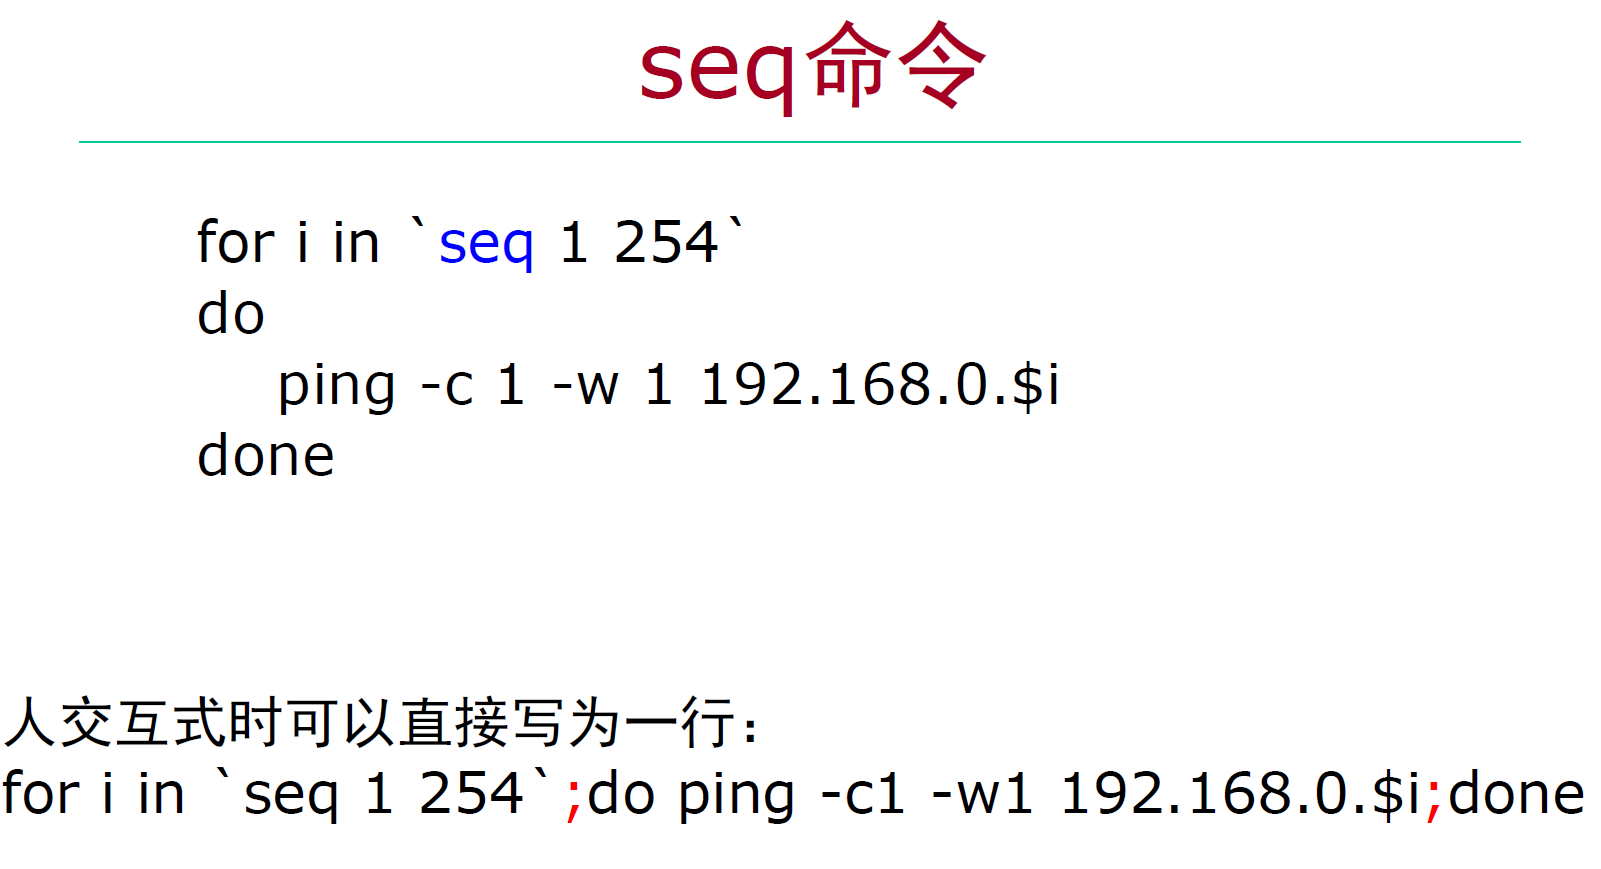 seq命令
for i in `seq 1 254`
do
ping -c 1 -w 1 192.168.0.$i
done
人交互式时可以直接写为一行：
for i in `seq 1 254`;do ping -c1 -w1 192.168.0.$i;done